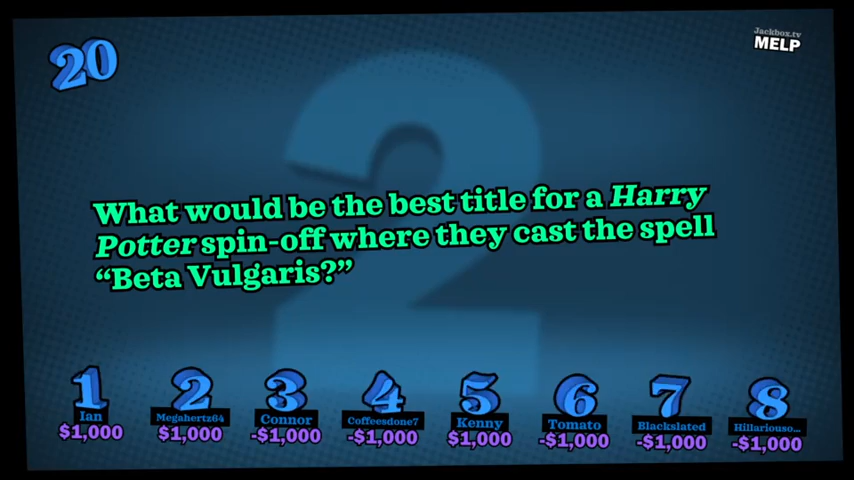 20
Jackbox.tv
MELP
What would be the best title for a Harry
Potter spin-off where they cast the spell
“Beta Vulgaris?”
2
1 2 3 4 5 6 7 8
Ian Megahertz64 Connor Coffeesdone7 Kenny Tomato Blackslated Hillariouso...
$1,000 $1,000 -$1,000 -$1,000 $1,000 -$1,000 -$1,000 -$1,000